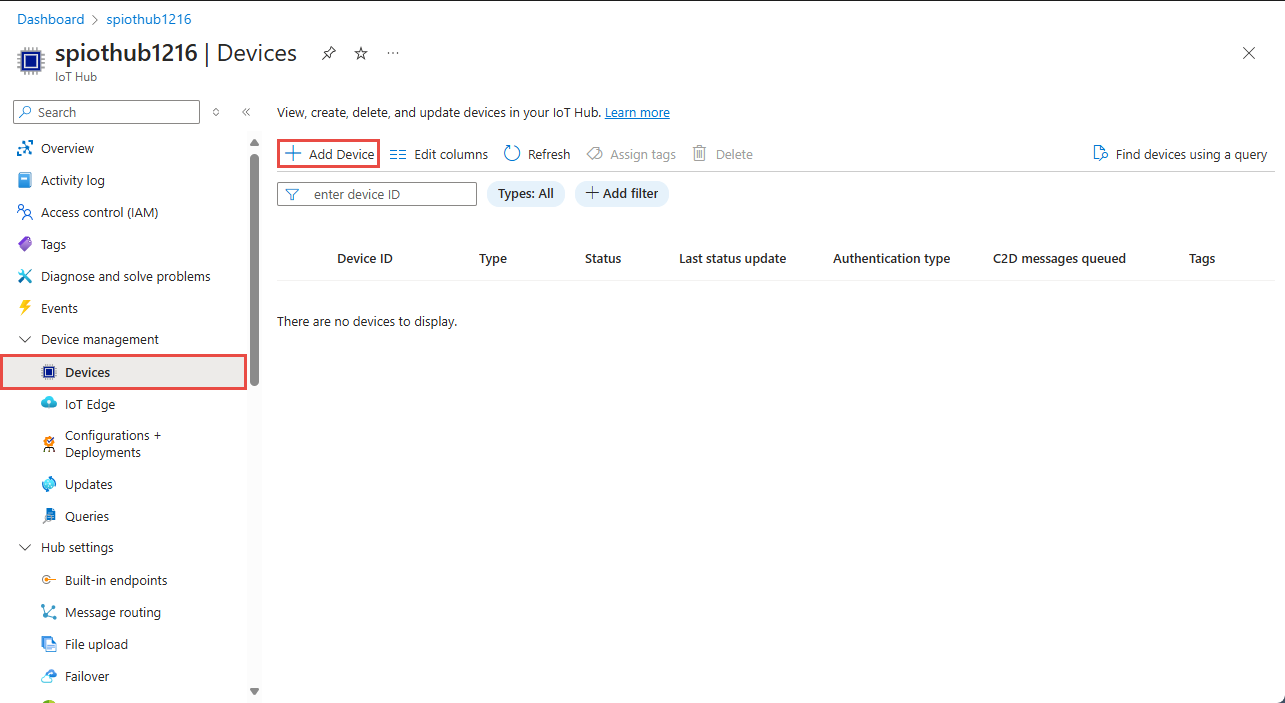 Dashboard > spiothub1216
spiothub1216 | Devices
IoT Hub
Search
Overview
Activity log
Access control (IAM)
Tags
Diagnose and solve problems
Events
Device management
Devices
IoT Edge
Configurations +
Deployments
Updates
Queries
Hub settings
Built-in endpoints
Message routing
File upload
Failover
View, create, delete, and update devices in your IoT Hub. Learn more
Add Device Edit columns Refresh Assign tags Delete Find devices using a query
enter device ID Types: All Add filter
Device ID Type Status Last status update Authentication type C2D messages queued Tags
There are no devices to display.